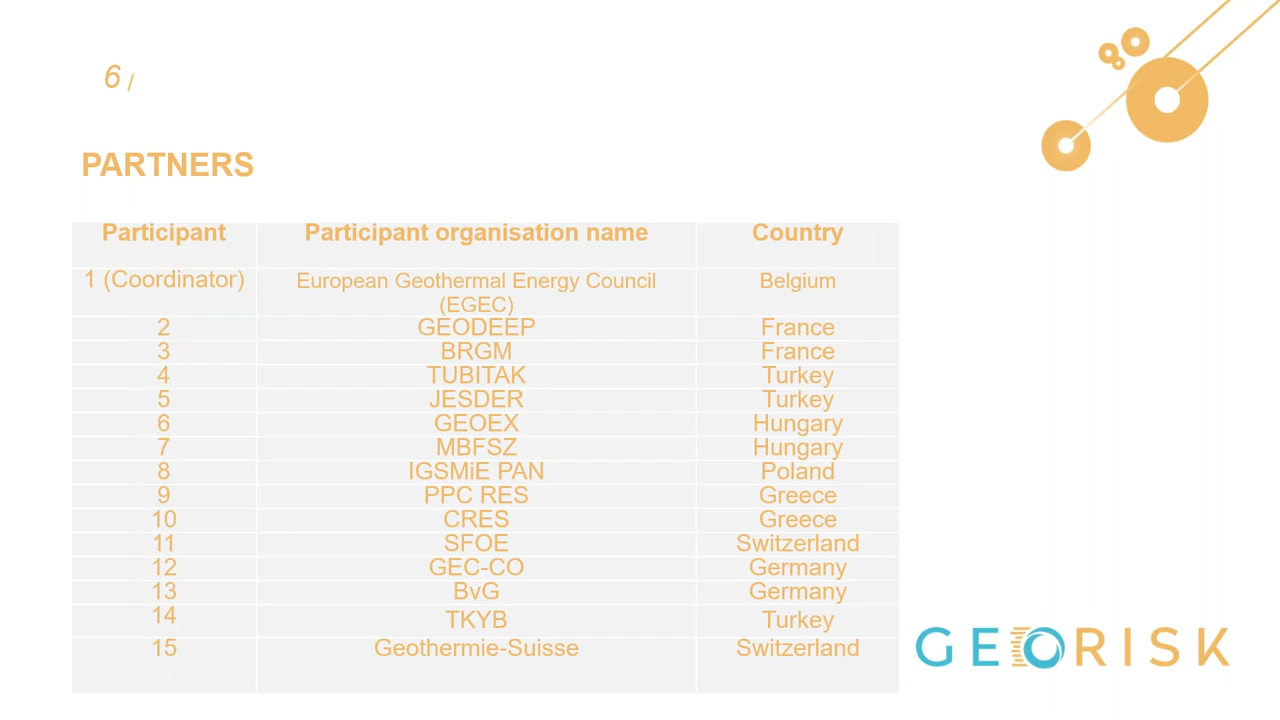 6 /
PARTNERS
Participant Participant organisation name Country
1 (Coordinator) European Geothermal Energy Council (EGEC) Belgium
2 GEODEEP France
3 BRGM France
4 TUBITAK Turkey
5 JESDER Turkey
6 GEOEX Hungary
7 MBFSZ Hungary
8 IGSMiE PAN Poland
9 PPC RES Greece
10 CRES Greece
11 SFOE Switzerland
12 GEC-CO Germany
13 BvG Germany
14 TKYB Turkey
15 Geothermie-Suisse Switzerland
GEORISK